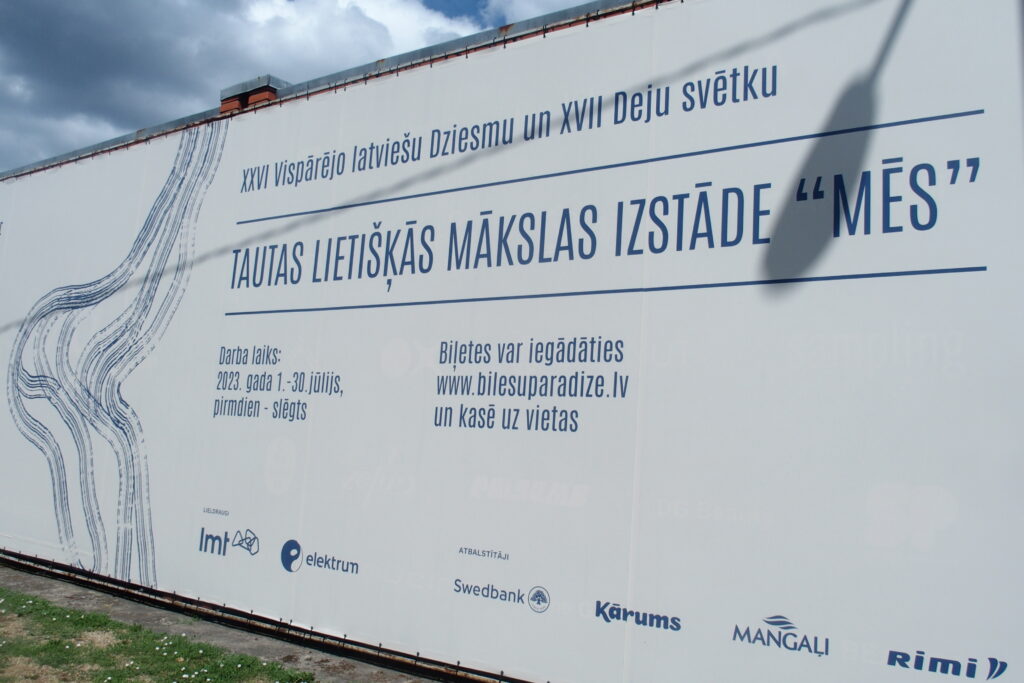 XXVI Vispārējo latviešu Dziesmu un XVII Deju svētku
TAUTAS LIETIŠĶĀS MĀKSLAS IZSTĀDE “MĒS”
Darba laiks:
2023. gada 1.-30.jūlijs,
pirmdien - slēgts
Biļetes var iegādāties
www.bilesuparadize.lv
un kasē uz vietas
LIELDRAUGI
lmt
elektrum
ATBALSTĪTĀJI
Swedbank
Kārums
MANGAĻI
Rimi